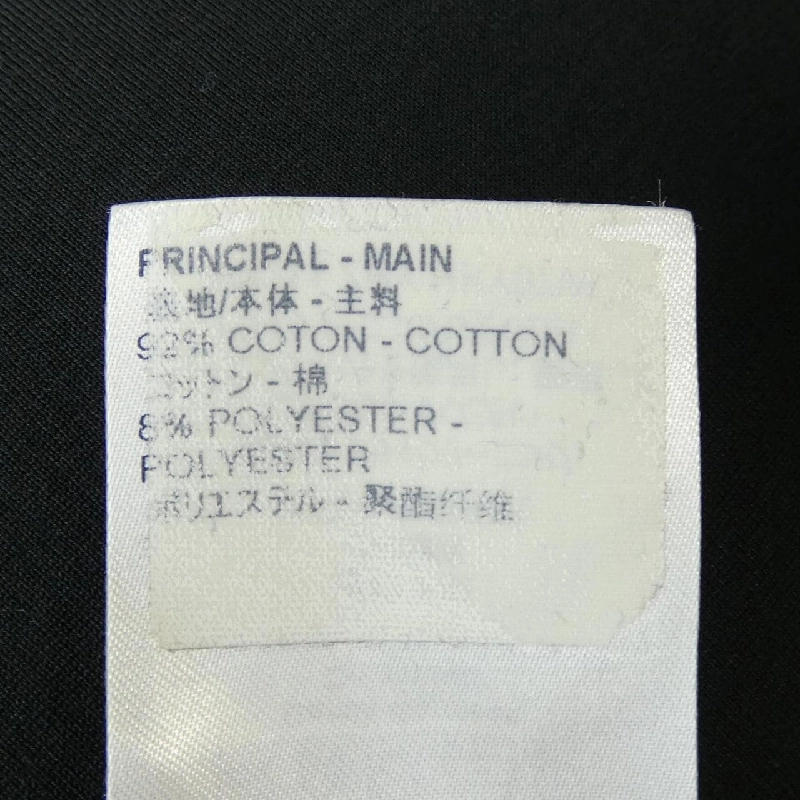 PRINCIPAL - MAIN
表地/本体 - 主料
92% COTON - COTTON
コットン - 棉
8% POLYESTER -
POLYESTER
ポリエステル - 聚酯纤维